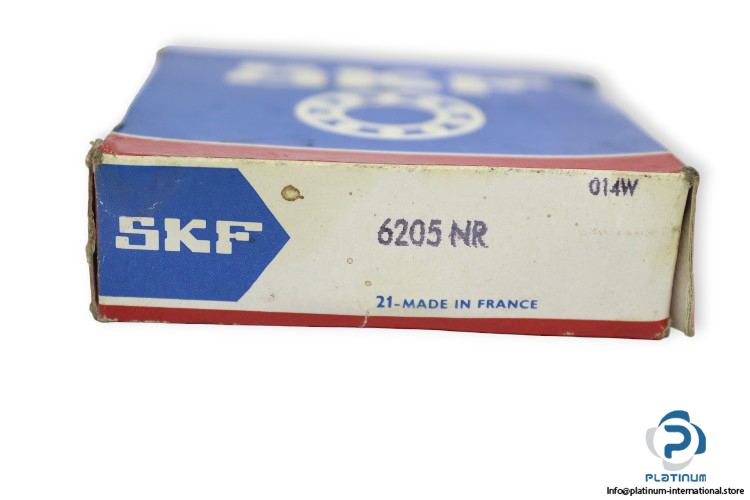 SKF
014W
SKF
6205 NR
21-MADE IN FRANCE
PLATINUM
Info@platinum-international.store